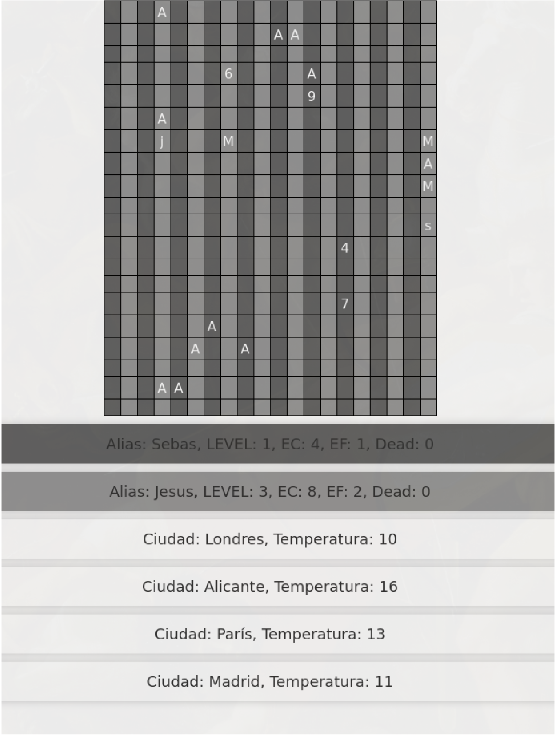 A
A A
6 A
9
A
J M M
A
M
s
4
7
A
A A
A A
Alias: Sebas, LEVEL: 1, EC: 4, EF: 1, Dead: 0
Alias: Jesus, LEVEL: 3, EC: 8, EF: 2, Dead: 0
Ciudad: Londres, Temperatura: 10
Ciudad: Alicante, Temperatura: 16
Ciudad: París, Temperatura: 13
Ciudad: Madrid, Temperatura: 11